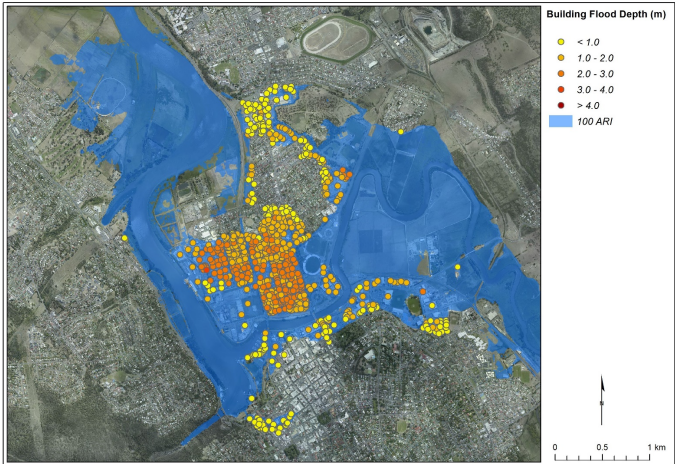 Building Flood Depth (m)
< 1.0
1.0 - 2.0
2.0 - 3.0
3.0 - 4.0
> 4.0
100 ARI
N
0 0.5 1 km